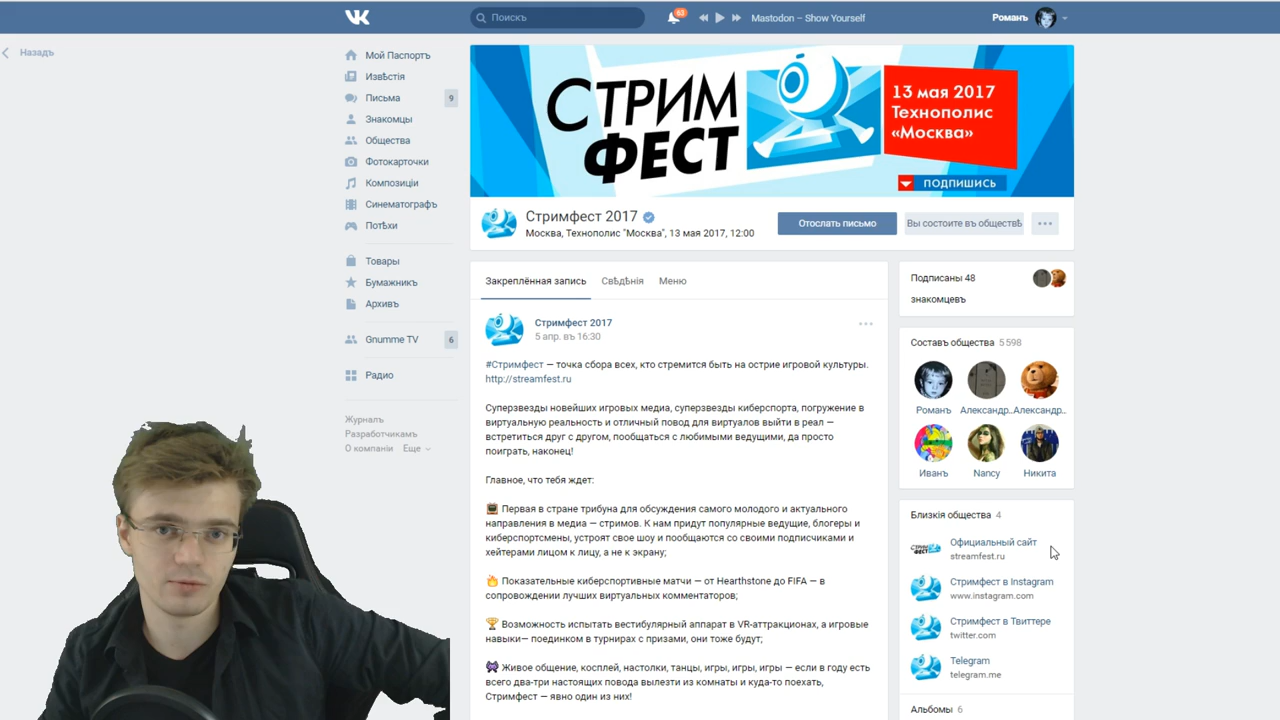 VK
Поискъ
63
Mastodon – Show Yourself
Романъ
Назадъ
Мой Паспортъ
Извѣстія
Письма 9
Знакомцы
Общества
Фотокарточки
Композиціи
Синематографъ
Потѣхи
Товары
Бумажникъ
Архивъ
Gnumme TV 6
Радио
Журналъ
Разработчикамъ
О компаніи Еще
СТРИМ
ФЕСТ
13 мая 2017
Технополис
«Москва»
ПОДПИШИСЬ
Стримфест 2017
Москва, Технополис "Москва", 13 мая 2017, 12:00
Отослать письмо
Вы состоите въ обществѣ
Закреплённая запись Свѣдѣнія Меню
Стримфест 2017
5 апр. въ 16:30
#Стримфест — точка сбора всех, кто стремится быть на острие игровой культуры.
http://streamfest.ru
Суперзвезды новейших игровых медиа, суперзвезды киберспорта, погружение в
виртуальную реальность и отличный повод для виртуалов выйти в реал —
встретиться друг с другом, пообщаться с любимыми ведущими, да просто
поиграть, наконец!
Главное, что тебя ждет:
Первая в стране трибуна для обсуждения самого молодого и актуального
направления в медиа — стримов. К нам придут популярные ведущие, блогеры и
киберспортсмены, устроят свое шоу и пообщаются со своими подписчиками и
хейтерами лицом к лицу, а не к экрану;
Показательные киберспортивные матчи — от Hearthstone до FIFA — в
сопровождении лучших виртуальных комментаторов;
Возможность испытать вестибулярный аппарат в VR-аттракционах, а игровые
навыки— поединком в турнирах с призами, они тоже будут;
Живое общение, косплей, настолки, танцы, игры, игры, игры — если в году есть
всего два-три настоящих повода вылезти из комнаты и куда-то поехать,
Стримфест — явно один из них!
Подписаны 48
знакомцевъ
Составъ общества 5 598
Романъ Александр.. Александр..
Иванъ Nancy Никита
Близкія общества 4
СТРИМ
ФЕСТ
Официальный сайт
streamfest.ru
Стримфест в Instagram
www.instagram.com
Стримфест в Твиттере
twitter.com
Telegram
telegram.me
Альбомы 6